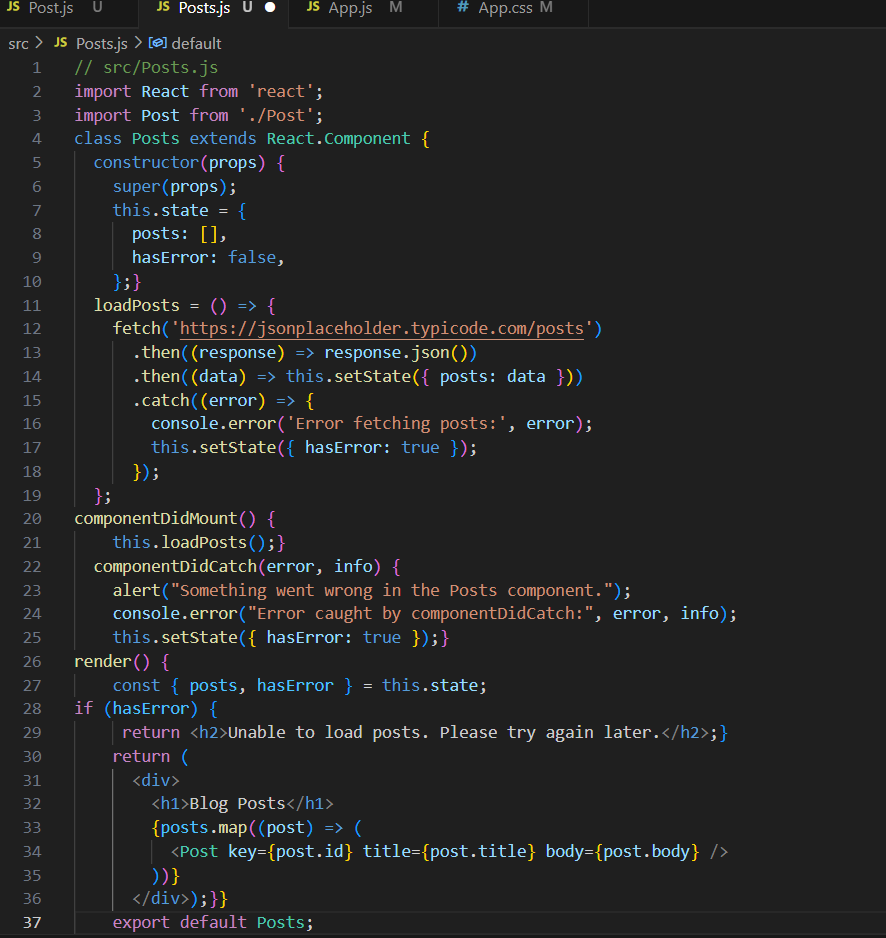 JS Post.js U JS Posts.js U ● JS App.js M # App.css M
src > JS Posts.js > default
1 // src/Posts.js
2 import React from 'react';
3 import Post from './Post';
4 class Posts extends React.Component {
5   constructor(props) {
6     super(props);
7     this.state = {
8       posts: [],
9       hasError: false,
10     };}
11   loadPosts = () => {
12     fetch('https://jsonplaceholder.typicode.com/posts')
13       .then((response) => response.json())
14       .then((data) => this.setState({ posts: data }))
15       .catch((error) => {
16         console.error('Error fetching posts:', error);
17         this.setState({ hasError: true });
18       });
19   };
20 componentDidMount() {
21     this.loadPosts();}
22   componentDidCatch(error, info) {
23     alert("Something went wrong in the Posts component.");
24     console.error("Error caught by componentDidCatch:", error, info);
25     this.setState({ hasError: true });}
26 render() {
27     const { posts, hasError } = this.state;
28 if (hasError) {
29      return <h2>Unable to load posts. Please try again later.</h2>;}
30     return (
31       <div>
32         <h1>Blog Posts</h1>
33         {posts.map((post) => (
34           <Post key={post.id} title={post.title} body={post.body} />
35         ))}
36       </div>);}}
37     export default Posts;